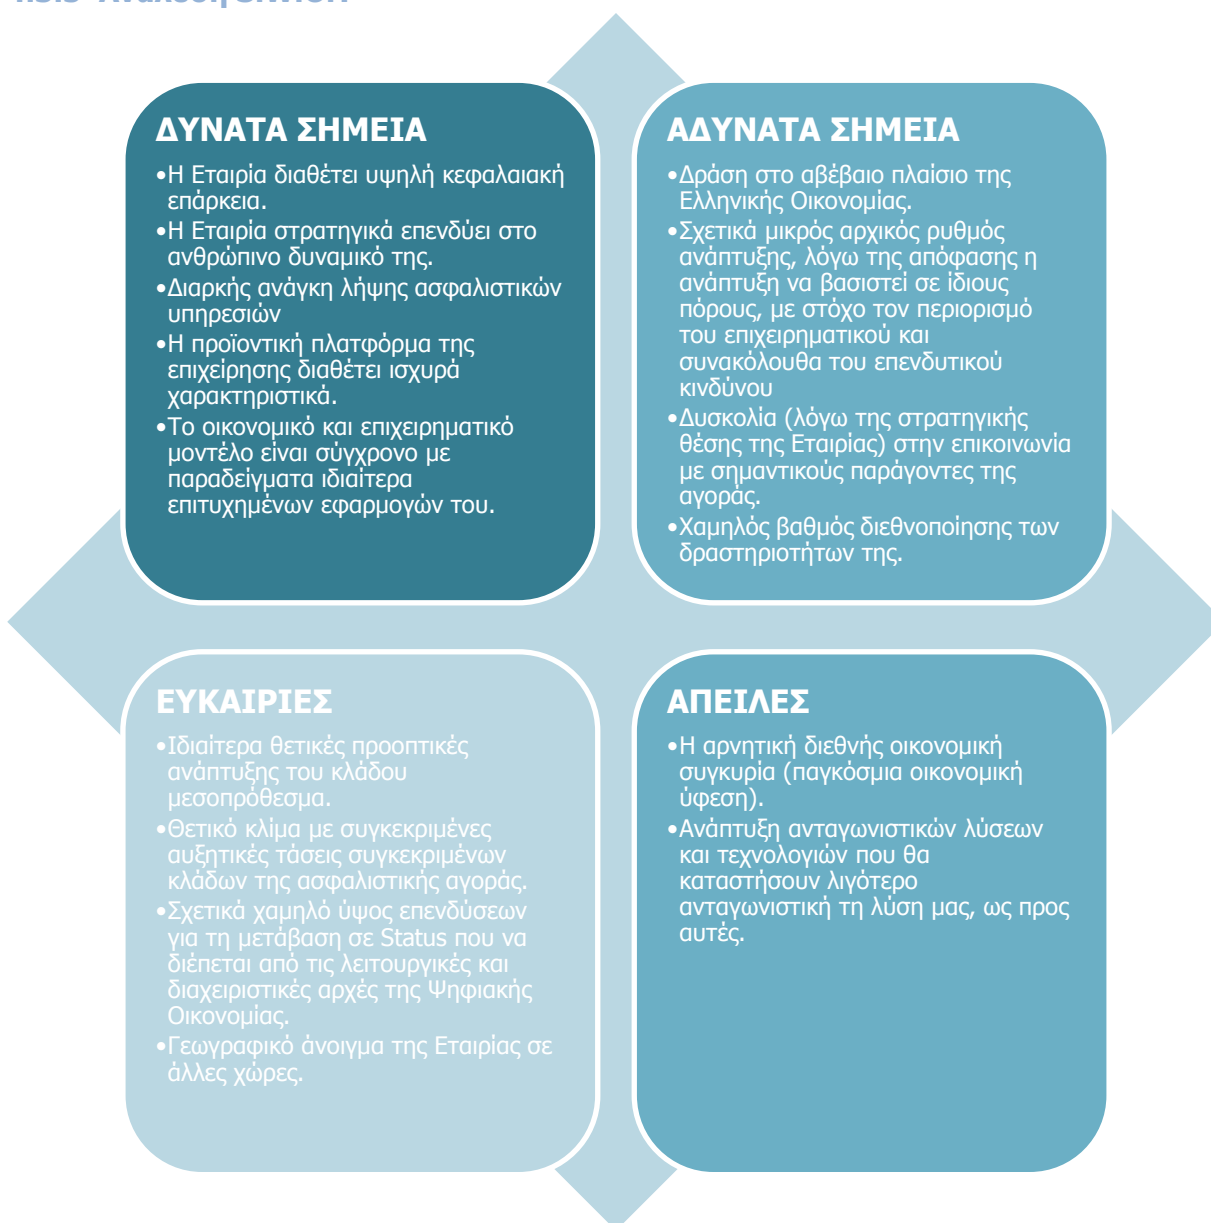 ΔΥΝΑΤΑ ΣΗΜΕΙΑ
•Η Εταιρία διαθέτει υψηλή κεφαλαιακή
επάρκεια.
•Η Εταιρία στρατηγικά επενδύει στο
ανθρώπινο δυναμικό της.
•Διαρκής ανάγκη λήψης ασφαλιστικών
υπηρεσιών
•Η προϊοντική πλατφόρμα της
επιχείρησης διαθέτει ισχυρά
χαρακτηριστικά.
•Το οικονομικό και επιχειρηματικό
μοντέλο είναι σύγχρονο με
παραδείγματα ιδιαίτερα
επιτυχημένων εφαρμογών του.
ΑΔΥΝΑΤΑ ΣΗΜΕΙΑ
•Δράση στο αβέβαιο πλαίσιο της
Ελληνικής Οικονομίας.
•Σχετικά μικρός αρχικός ρυθμός
ανάπτυξης, λόγω της απόφασης η
ανάπτυξη να βασιστεί σε ίδιους
πόρους, με στόχο τον περιορισμό
του επιχειρηματικού και
συνακόλουθα του επενδυτικού
κινδύνου
•Δυσκολία (λόγω της στρατηγικής
θέσης της Εταιρίας) στην επικοινωνία
με σημαντικούς παράγοντες της
αγοράς.
•Χαμηλός βαθμός διεθνοποίησης των
δραστηριοτήτων της.
ΕΥΚΑΙΡΙΕΣ
•Ιδιαίτερα θετικές προοπτικές
ανάπτυξης του κλάδου
μεσοπρόθεσμα.
•Θετικό κλίμα με συγκεκριμένες
αυξητικές τάσεις συγκεκριμένων
κλάδων της ασφαλιστικής αγοράς.
•Σχετικά χαμηλό ύψος επενδύσεων
για τη μετάβαση σε Status που να
διέπεται από τις λειτουργικές και
διαχειριστικές αρχές της Ψηφιακής
Οικονομίας.
•Γεωγραφικό άνοιγμα της Εταιρίας σε
άλλες χώρες.
ΑΠΕΙΛΕΣ
•Η αρνητική διεθνής οικονομική
συγκυρία (παγκόσμια οικονομική
ύφεση).
•Ανάπτυξη ανταγωνιστικών λύσεων
και τεχνολογιών που θα
καταστήσουν λιγότερο
ανταγωνιστική τη λύση μας, ως προς
αυτές.